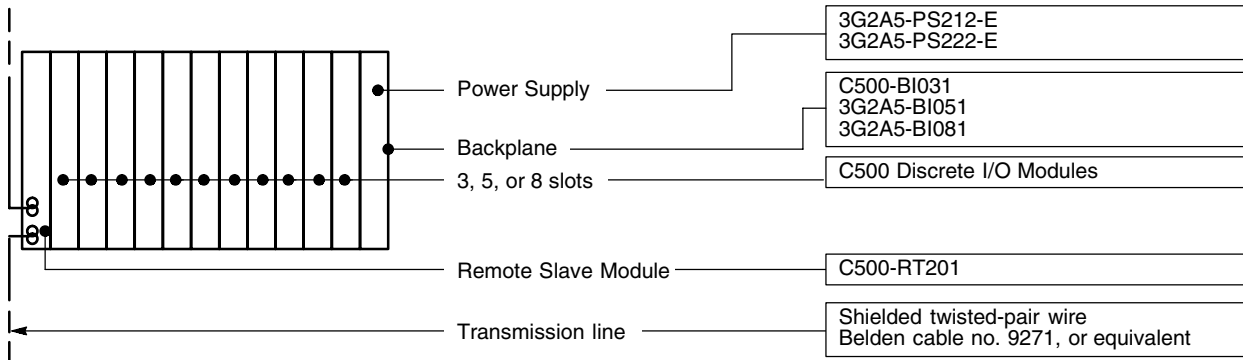 3G2A5-PS212-E
3G2A5-PS222-E
Power Supply
C500-BI031
3G2A5-BI051
3G2A5-BI081
Backplane
3, 5, or 8 slots
C500 Discrete I/O Modules
Remote Slave Module
C500-RT201
Transmission line
Shielded twisted-pair wire
Belden cable no. 9271, or equivalent